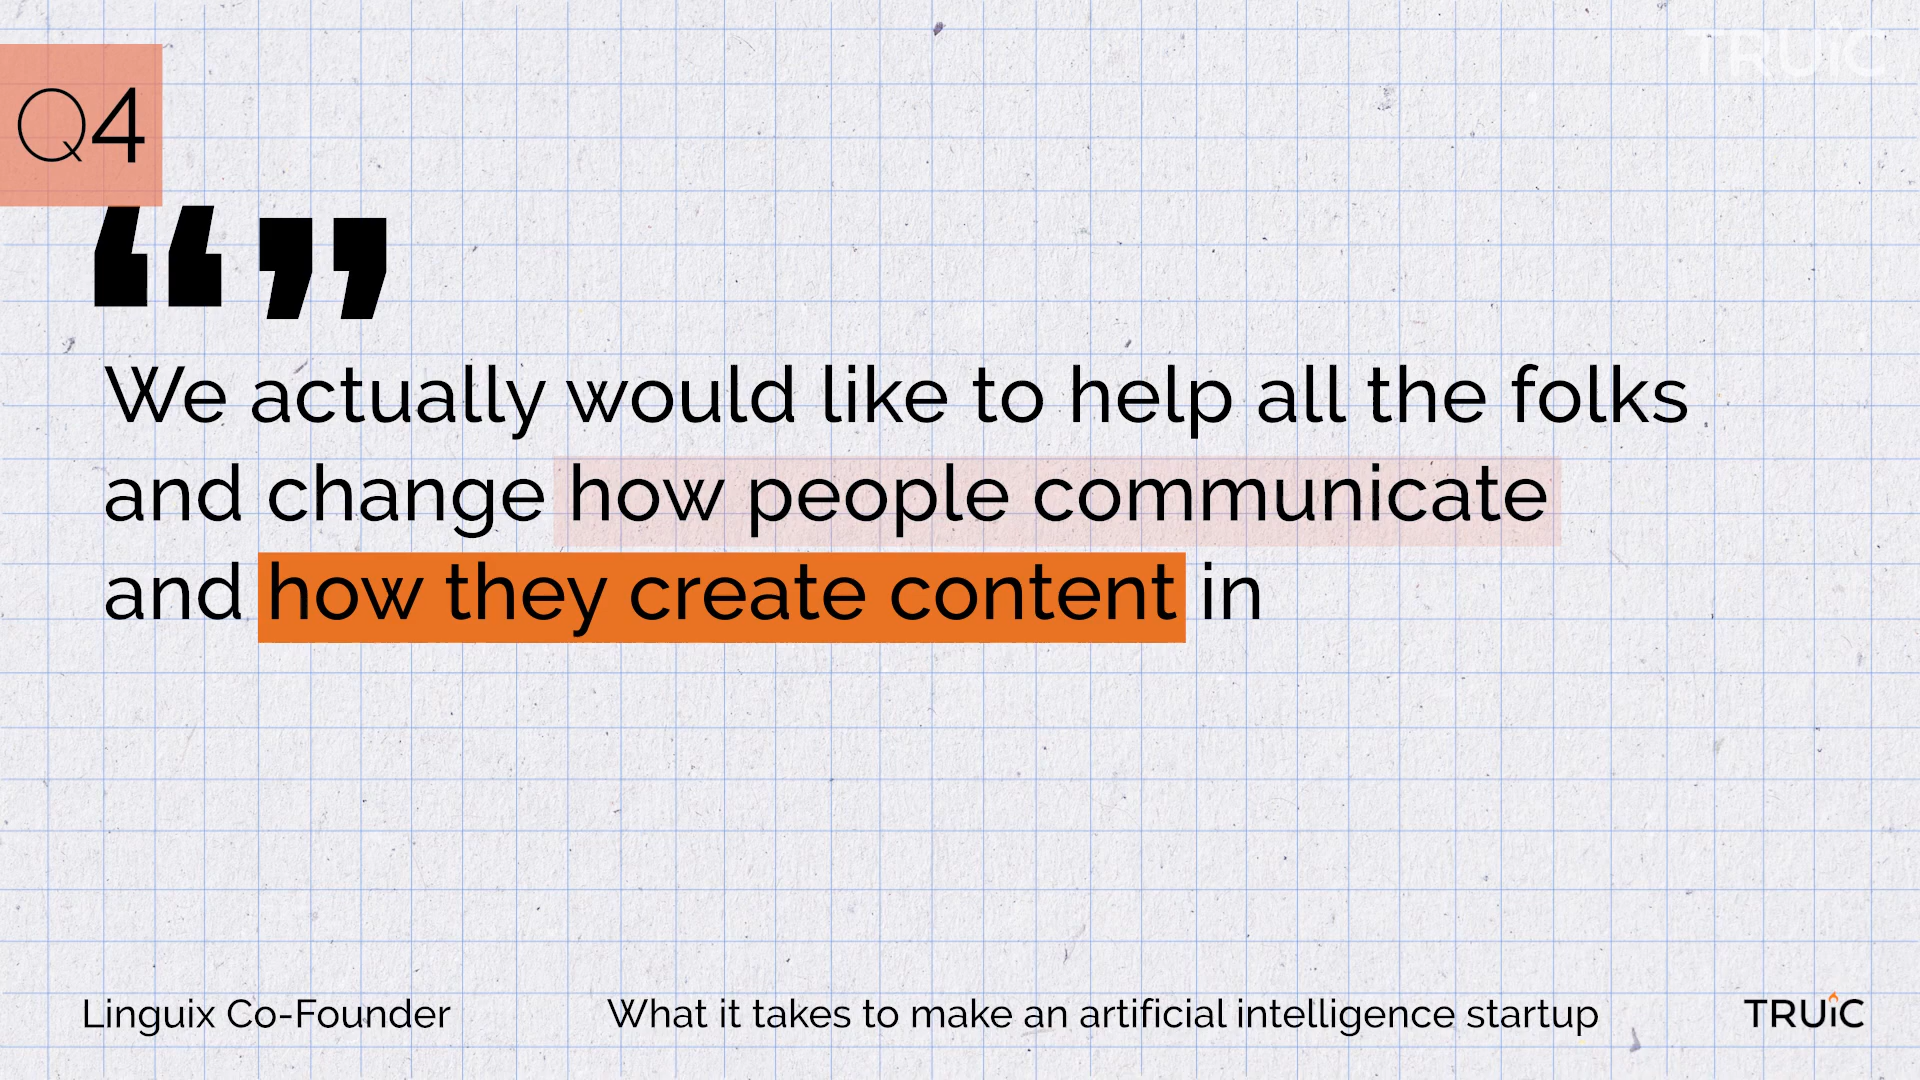 TRUiC
Q4
“”
We actually would like to help all the folks
and change how people communicate
and how they create content in
Linguix Co-Founder
What it takes to make an artificial intelligence startup
TRUiC